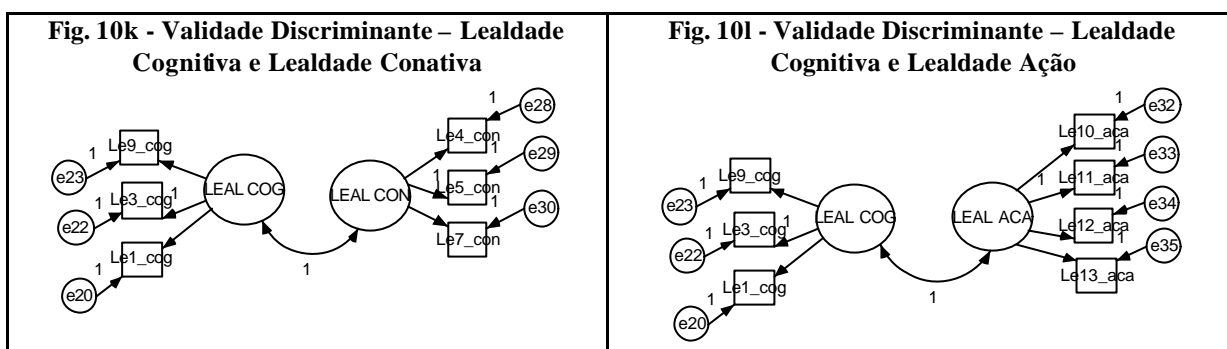 Fig. 10k - Validade Discriminante – Lealdade
Cognitiva e Lealdade Conativa
1
e28
Le4_con
1
e29
Le9_cog
1
e23
LEAL COG
LEAL CON
1
Le5_con
1
e30
Le3_cog
1
1
e22
Le7_con
Le1_cog
1
e20
1
Fig. 10l - Validade Discriminante – Lealdade
Cognitiva e Lealdade Ação
1
e32
Le10_aca
1
e33
Le9_cog
1
e23
1
Le11_aca
1
e34
LEAL COG
LEAL ACA
Le3_cog
1
1
e22
Le12_aca
1
e35
Le13_aca
Le1_cog
1
e20
1